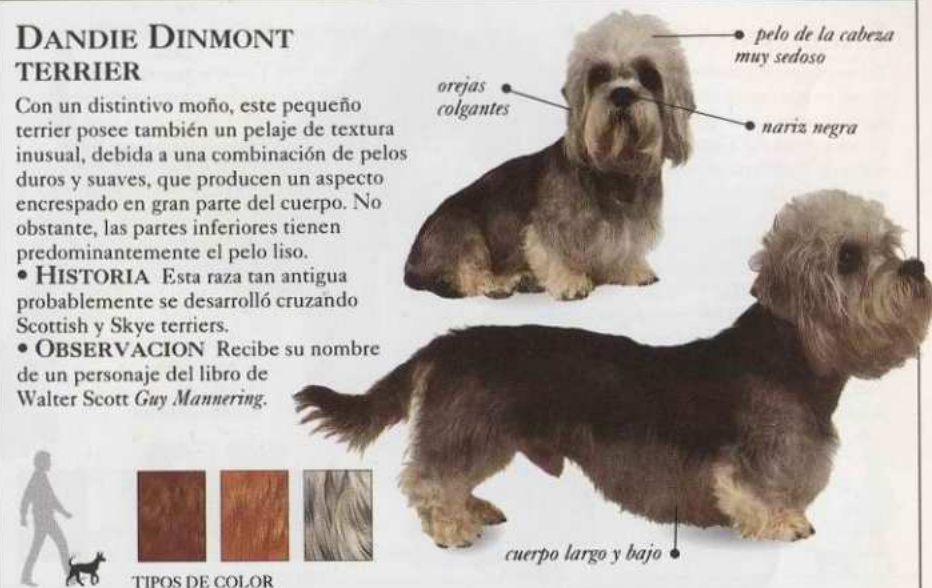 DANDIE DINMONT
TERRIER
Con un distintivo moño, este pequeño
terrier posee también un pelaje de textura
inusual, debida a una combinación de pelos
duros y suaves, que producen un aspecto
encrespado en gran parte del cuerpo. No
obstante, las partes inferiores tienen
predominantemente el pelo liso.
• HISTORIA Esta raza tan antigua
probablemente se desarrolló cruzando
Scottish y Skye terriers.
• OBSERVACION Recibe su nombre
de un personaje del libro de
Walter Scott Guy Mannering.
pelo de la cabeza
muy sedoso
orejas
colgantes
nariz negra
cuerpo largo y bajo
TIPOS DE COLOR